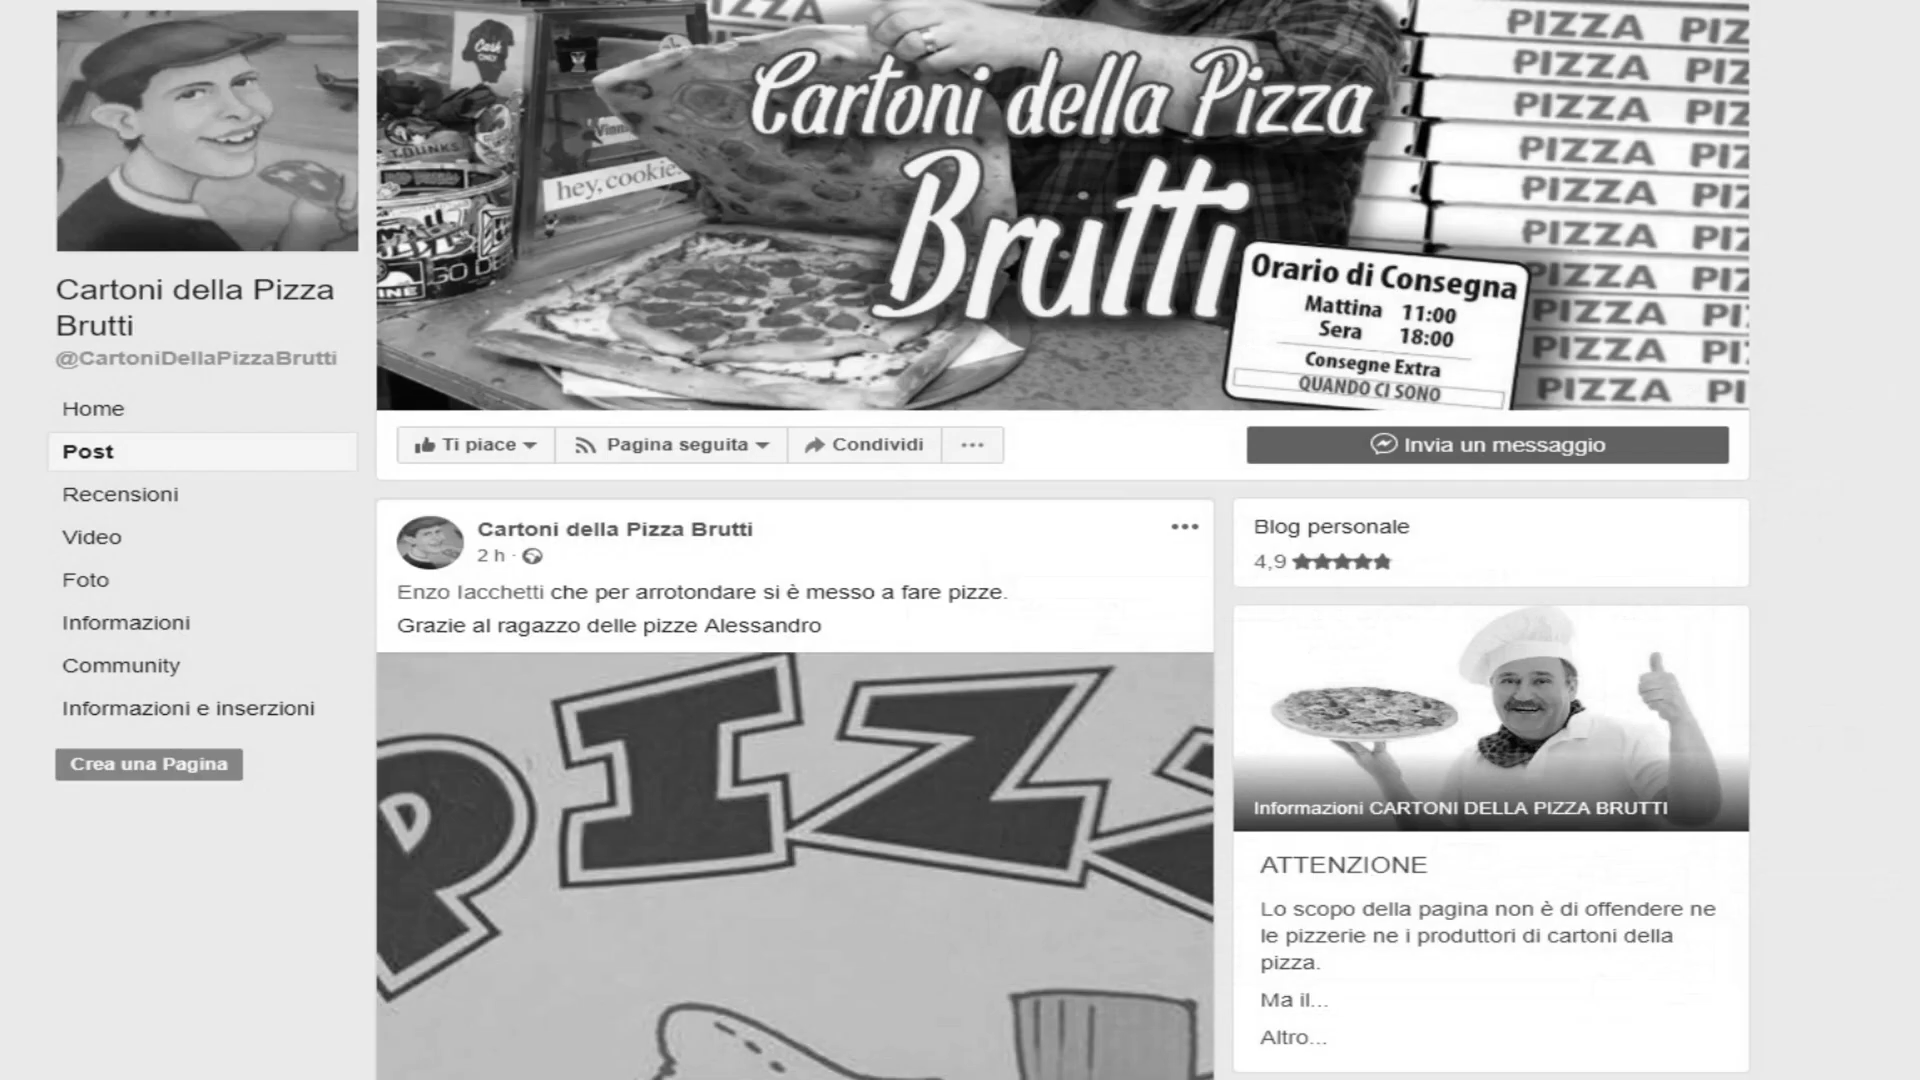 Cartoni della Pizza
Brutti
Cash
ONLY
hey, cookie.
PIZZA
PIZZA
PIZZA
PIZZA
PIZZA
PIZZA
PIZZA
PIZZA
PIZZA
PIZZA
Orario di Consegna
Mattina 11:00
Sera 18:00
Consegne Extra
QUANDO CI SONO
Cartoni della Pizza
Brutti
@CartoniDellaPizzaBrutti
Home
Post
Recensioni
Video
Foto
Informazioni
Community
Informazioni e inserzioni
Crea una Pagina
Ti piace
Pagina seguita
Condividi
...
Invia un messaggio
Cartoni della Pizza Brutti
2 h ·
Enzo Iacchetti che per arrotondare si è messo a fare pizze.
Grazie al ragazzo delle pizze Alessandro
PIZZ
Blog personale
4,9 ★★★★★
Informazioni CARTONI DELLA PIZZA BRUTTI
ATTENZIONE
Lo scopo della pagina non è di offendere ne
le pizzerie ne i produttori di cartoni della
pizza.
Ma il...
Altro...